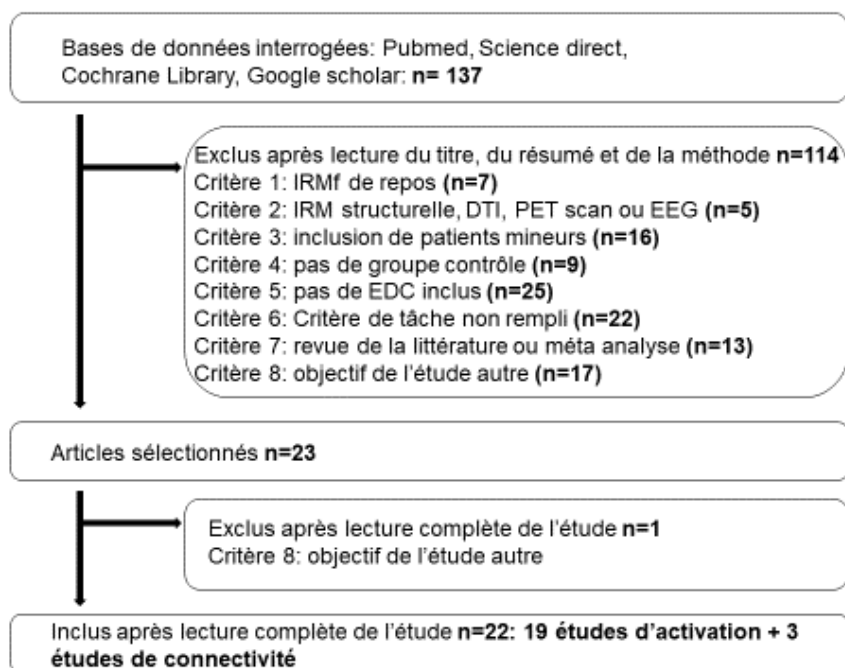 Bases de données interrogées: Pubmed, Science direct,
Cochrane Library, Google scholar: n= 137
Exclus après lecture du titre, du résumé et de la méthode n=114
Critère 1: IRMf de repos (n=7)
Critère 2: IRM structurelle, DTI, PET scan ou EEG (n=5)
Critère 3: inclusion de patients mineurs (n=16)
Critère 4: pas de groupe contrôle (n=9)
Critère 5: pas de EDC inclus (n=25)
Critère 6: Critère de tâche non rempli (n=22)
Critère 7: revue de la littérature ou méta analyse (n=13)
Critère 8: objectif de l'étude autre (n=17)
Articles sélectionnés n=23
Exclus après lecture complète de l'étude n=1
Critère 8: objectif de l'étude autre
Inclus après lecture complète de l'étude n=22: 19 études d'activation + 3
études de connectivité